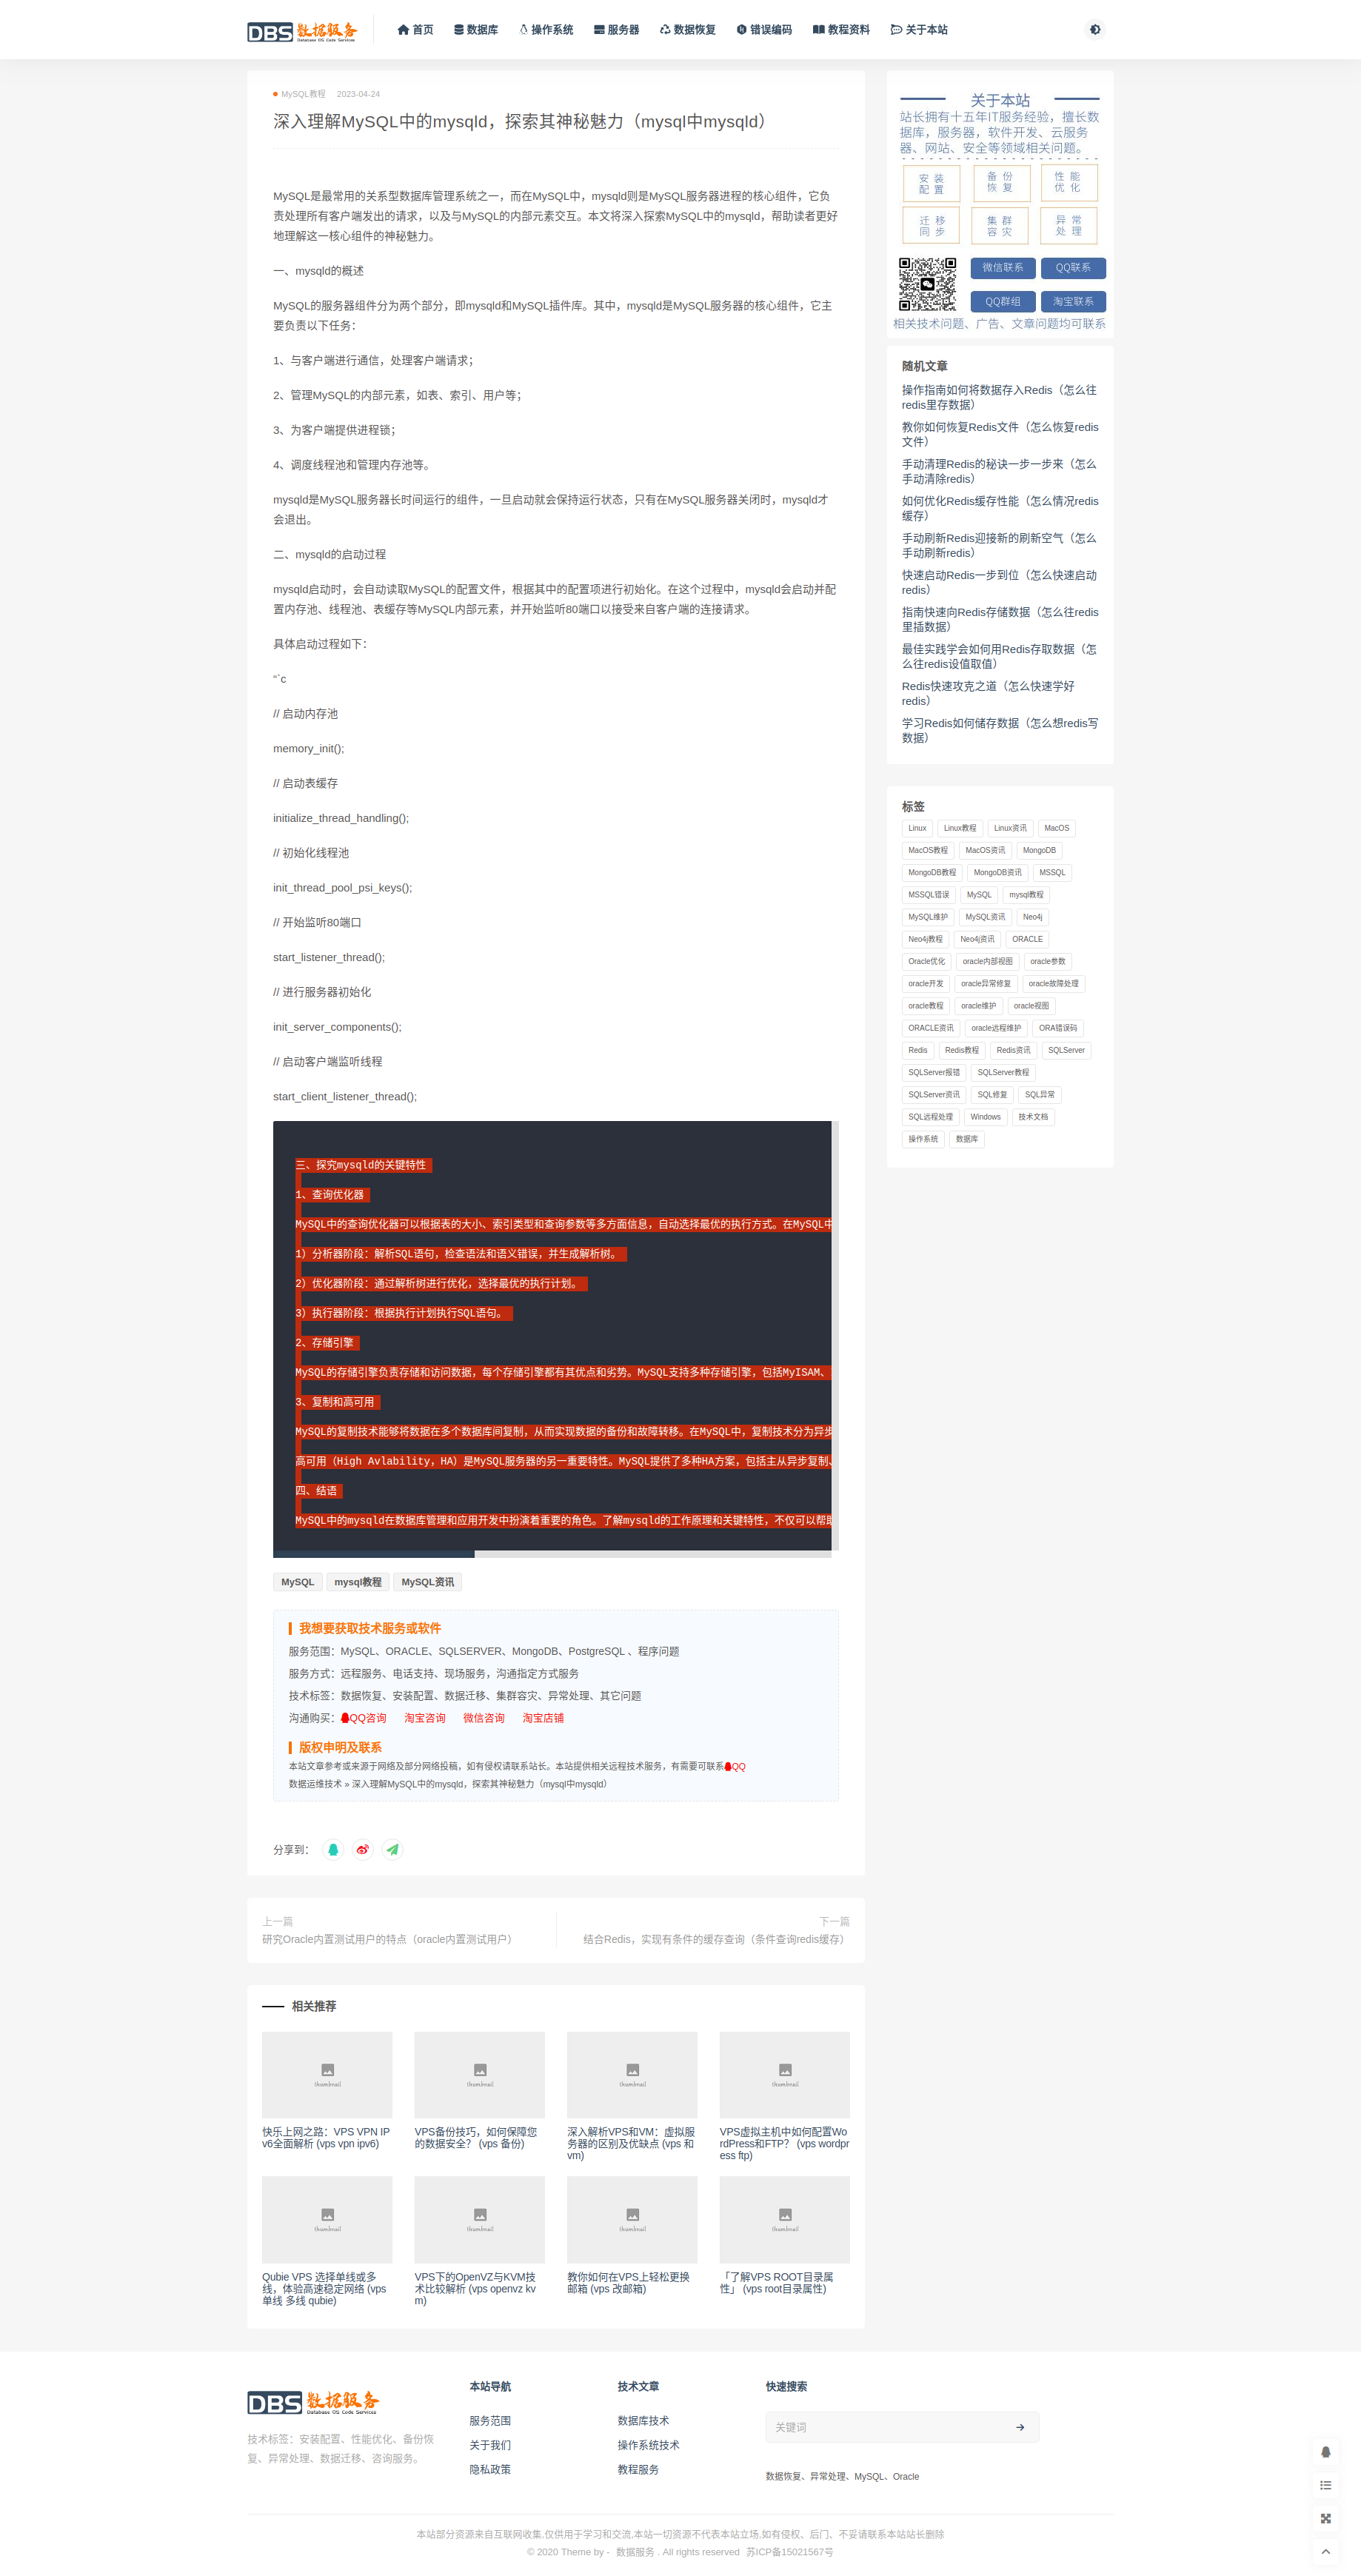 DBS 数据服务
Database OS Code Services
首页
数据库
操作系统
服务器
数据恢复
错误编码
教程资料
关于本站
MySQL教程 2023-04-24
深入理解MySQL中的mysqld，探索其神秘魅力（mysql中mysqld）
MySQL是最常用的关系型数据库管理系统之一，而在MySQL中，mysqld则是MySQL服务器进程的核心组件，它负
责处理所有客户端发出的请求，以及与MySQL的内部元素交互。本文将深入探索MySQL中的mysqld，帮助读者更好
地理解这一核心组件的神秘魅力。
一、mysqld的概述
MySQL的服务器组件分为两个部分，即mysqld和MySQL插件库。其中，mysqld是MySQL服务器的核心组件，它主
要负责以下任务：
1、与客户端进行通信，处理客户端请求；
2、管理MySQL的内部元素，如表、索引、用户等；
3、为客户端提供进程锁；
4、调度线程池和管理内存池等。
mysqld是MySQL服务器长时间运行的组件，一旦启动就会保持运行状态，只有在MySQL服务器关闭时，mysqld才
会退出。
二、mysqld的启动过程
mysqld启动时，会自动读取MySQL的配置文件，根据其中的配置项进行初始化。在这个过程中，mysqld会启动并配
置内存池、线程池、表缓存等MySQL内部元素，并开始监听80端口以接受来自客户端的连接请求。
具体启动过程如下：
“`c
// 启动内存池
memory_init();
// 启动表缓存
initialize_thread_handling();
// 初始化线程池
init_thread_pool_psi_keys();
// 开始监听80端口
start_listener_thread();
// 进行服务器初始化
init_server_components();
// 启动客户端监听线程
start_client_listener_thread();
三、探究mysqld的关键特性
1、查询优化器
MySQL中的查询优化器可以根据表的大小、索引类型和查询参数等多方面信息，自动选择最优的执行方式。在MySQL中
1）分析器阶段：解析SQL语句，检查语法和语义错误，并生成解析树。
2）优化器阶段：通过解析树进行优化，选择最优的执行计划。
3）执行器阶段：根据执行计划执行SQL语句。
2、存储引擎
MySQL的存储引擎负责存储和访问数据，每个存储引擎都有其优点和劣势。MySQL支持多种存储引擎，包括MyISAM、
3、复制和高可用
MySQL的复制技术能够将数据在多个数据库间复制，从而实现数据的备份和故障转移。在MySQL中，复制技术分为异步
高可用（High Avlability，HA）是MySQL服务器的另一重要特性。MySQL提供了多种HA方案，包括主从异步复制、
四、结语
MySQL中的mysqld在数据库管理和应用开发中扮演着重要的角色。了解mysqld的工作原理和关键特性，不仅可以帮助
MySQL mysql教程 MySQL资讯
我想要获取技术服务或软件
服务范围：MySQL、ORACLE、SQLSERVER、MongoDB、PostgreSQL 、程序问题
服务方式：远程服务、电话支持、现场服务，沟通指定方式服务
技术标签：数据恢复、安装配置、数据迁移、集群容灾、异常处理、其它问题
沟通购买：QQ咨询 淘宝咨询 微信咨询 淘宝店铺
版权申明及联系
本站文章参考或来源于网络及部分网络投稿，如有侵权请联系站长。本站提供相关远程技术服务，有需要可联系QQ
数据运维技术 » 深入理解MySQL中的mysqld，探索其神秘魅力（mysql中mysqld）
分享到：
上一篇
研究Oracle内置测试用户的特点（oracle内置测试用户）
下一篇
结合Redis，实现有条件的缓存查询（条件查询redis缓存）
相关推荐
thumbnail
thumbnail
thumbnail
thumbnail
快乐上网之路：VPS VPN IP
v6全面解析 (vps vpn ipv6)
VPS备份技巧，如何保障您
的数据安全？ (vps 备份)
深入解析VPS和VM：虚拟服
务器的区别及优缺点 (vps 和
vm)
VPS虚拟主机中如何配置Wo
rdPress和FTP？ (vps wordpr
ess ftp)
thumbnail
thumbnail
thumbnail
thumbnail
Qubie VPS 选择单线或多
线，体验高速稳定网络 (vps
单线 多线 qubie)
VPS下的OpenVZ与KVM技
术比较解析 (vps openvz kv
m)
教你如何在VPS上轻松更换
邮箱 (vps 改邮箱)
「了解VPS ROOT目录属
性」 (vps root目录属性)
关于本站
站长拥有十五年IT服务经验，擅长数
据库，服务器，软件开发、云服务
器、网站、安全等领域相关问题。
安 装
配 置
备 份
恢 复
性 能
优 化
迁 移
同 步
集 群
容 灾
异 常
处 理
微信联系
QQ联系
QQ群组
淘宝联系
相关技术问题、广告、文章问题均可联系
随机文章
操作指南如何将数据存入Redis（怎么往
redis里存数据）
教你如何恢复Redis文件（怎么恢复redis
文件）
手动清理Redis的秘诀一步一步来（怎么
手动清除redis）
如何优化Redis缓存性能（怎么情况redis
缓存）
手动刷新Redis迎接新的刷新空气（怎么
手动刷新redis）
快速启动Redis一步到位（怎么快速启动
redis）
指南快速向Redis存储数据（怎么往redis
里插数据）
最佳实践学会如何用Redis存取数据（怎
么往redis设值取值）
Redis快速攻克之道（怎么快速学好
redis）
学习Redis如何储存数据（怎么想redis写
数据）
标签
Linux Linux教程 Linux资讯 MacOS
MacOS教程 MacOS资讯 MongoDB
MongoDB教程 MongoDB资讯 MSSQL
MSSQL错误 MySQL mysql教程
MySQL维护 MySQL资讯 Neo4j
Neo4j教程 Neo4j资讯 ORACLE
Oracle优化 oracle内部视图 oracle参数
oracle开发 oracle异常修复 oracle故障处理
oracle教程 oracle维护 oracle视图
ORACLE资讯 oracle远程维护 ORA错误码
Redis Redis教程 Redis资讯 SQLServer
SQLServer报错 SQLServer教程
SQLServer资讯 SQL修复 SQL异常
SQL远程处理 Windows 技术文档
操作系统 数据库
DBS 数据服务
Database OS Code Services
技术标签：安装配置、性能优化、备份恢
复、异常处理、数据迁移、咨询服务。
本站导航
服务范围
关于我们
隐私政策
技术文章
数据库技术
操作系统技术
教程服务
快速搜索
关键词
数据恢复、异常处理、MySQL、Oracle
本站部分资源来自互联网收集,仅供用于学习和交流,本站一切资源不代表本站立场,如有侵权、后门、不妥请联系本站站长删除
© 2020 Theme by - 数据服务 . All rights reserved 苏ICP备15021567号